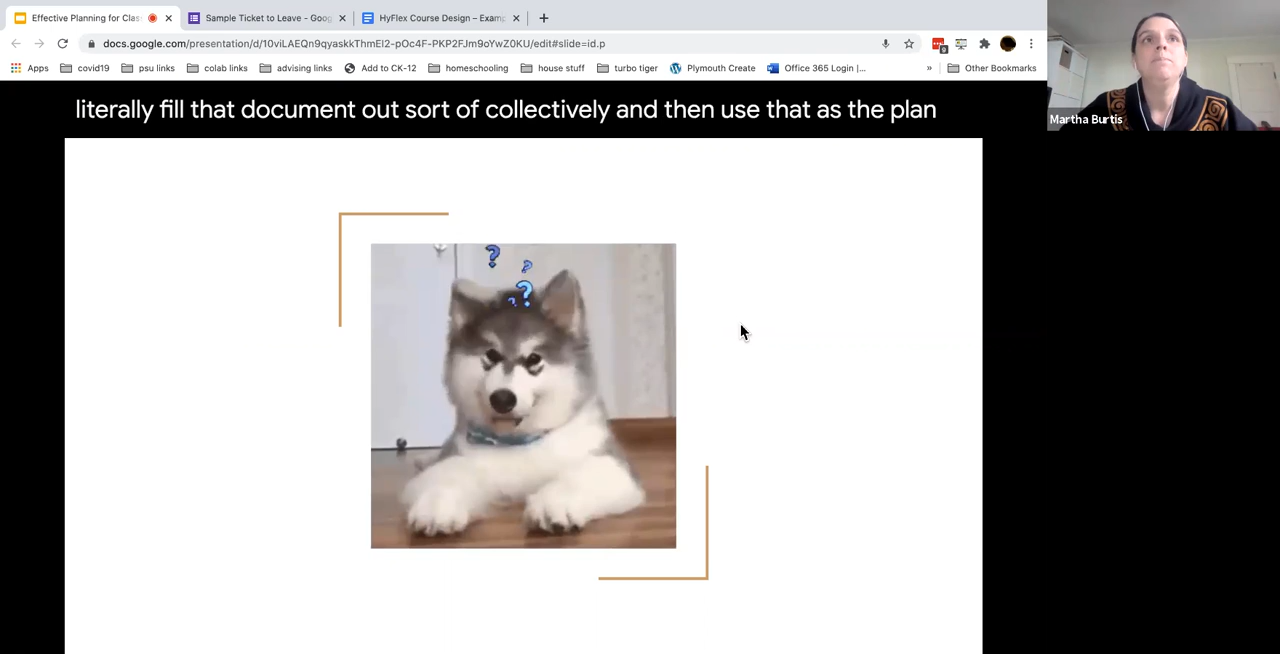 Effective Planning for Clas
Sample Ticket to Leave - Goog
HyFlex Course Design – Examp
docs.google.com/presentation/d/10viLAEQn9qyaskkThmEl2-pOc4F-PKP2FJm9oYwZ0KU/edit#slide=id.p
9
Apps covid19 psu links colab links advising links Add to CK-12 homeschooling house stuff turbo tiger Plymouth Create Office 365 Login |... » Other Bookmarks
literally fill that document out sort of collectively and then use that as the plan
Martha Burtis
? ? ? ?